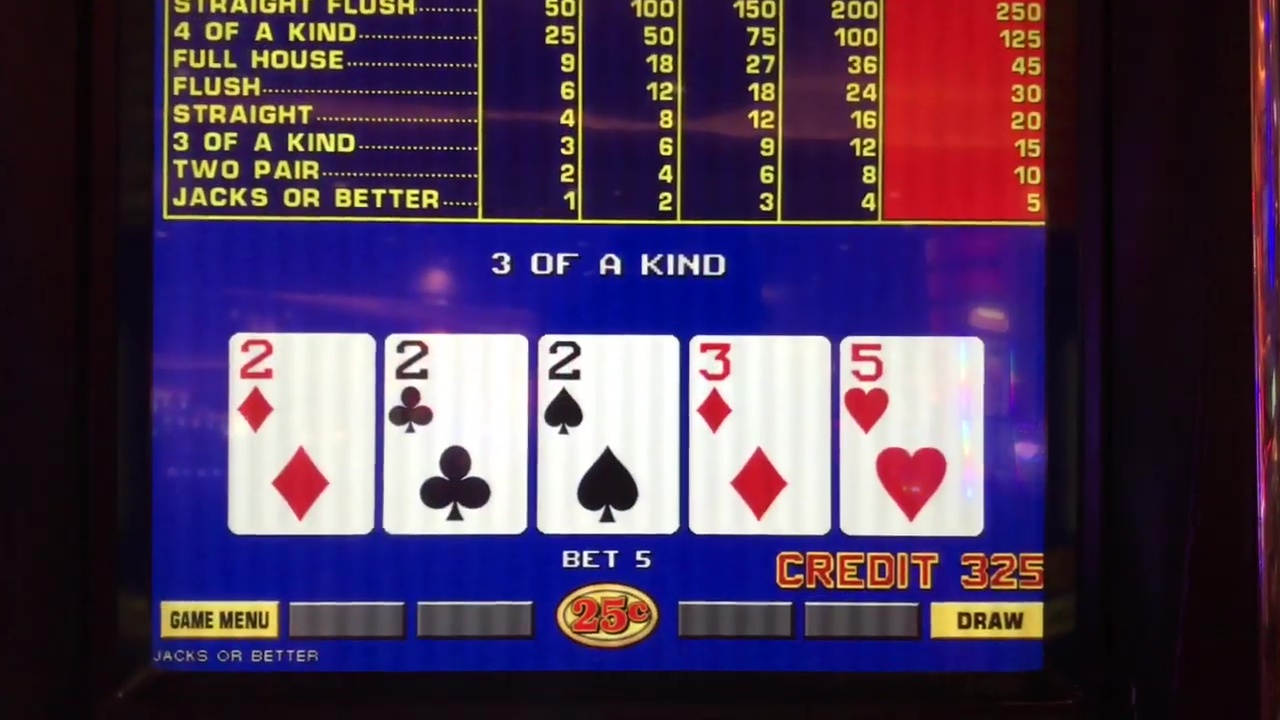 STRAIGHT FLUSH 50 100 150 200 250
4 OF A KIND 25 50 75 100 125
FULL HOUSE 9 18 27 36 45
FLUSH 6 12 18 24 30
STRAIGHT 4 8 12 16 20
3 OF A KIND 3 6 9 12 15
TWO PAIR 2 4 6 8 10
JACKS OR BETTER 1 2 3 4 5
3 OF A KIND
2 2 2 3 5
BET 5
CREDIT 325
GAME MENU 25¢ DRAW
JACKS OR BETTER